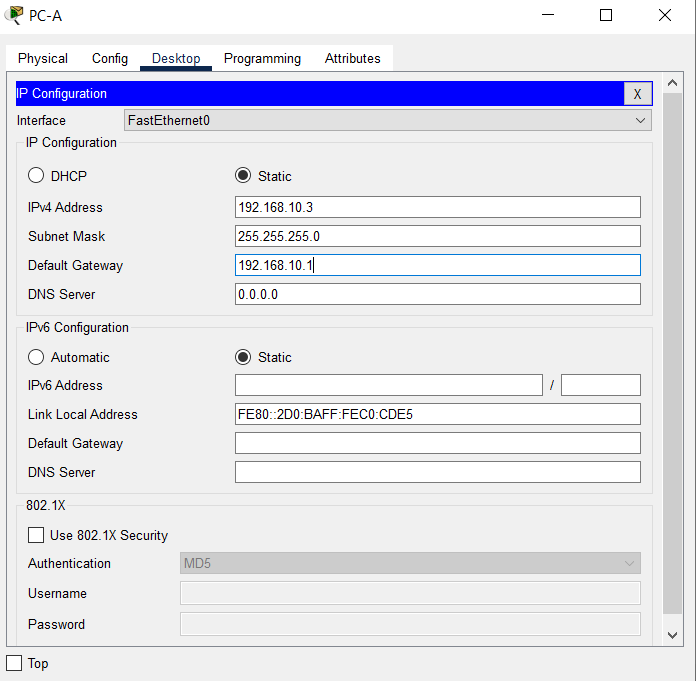 PC-A
Physical Config Desktop Programming Attributes
IP Configuration X
Interface FastEthernet0
IP Configuration
DHCP Static
IPv4 Address 192.168.10.3
Subnet Mask 255.255.255.0
Default Gateway 192.168.10.1
DNS Server 0.0.0.0
IPv6 Configuration
Automatic Static
IPv6 Address /
Link Local Address FE80::2D0:BAFF:FEC0:CDE5
Default Gateway
DNS Server
802.1X
Use 802.1X Security
Authentication MD5
Username
Password
Top